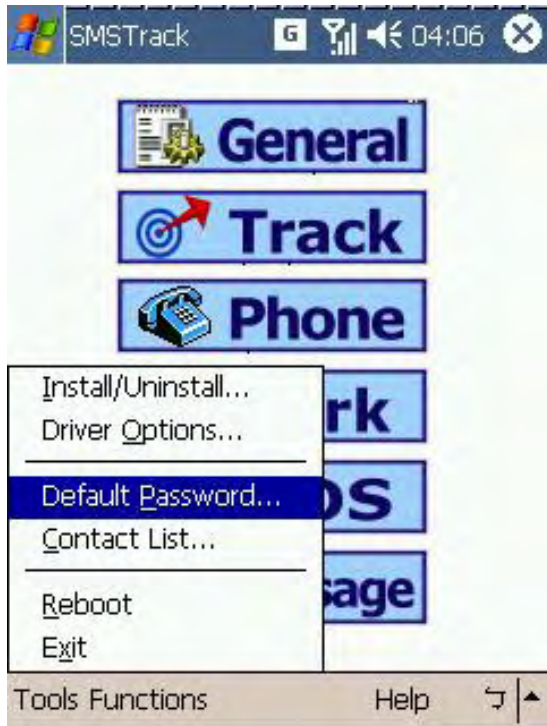 SMSTrack G 04:06
General
Track
Phone
Install/Uninstall...
rk
Driver Options...
Default Password...
OS
Contact List...
sage
Reboot
Exit
Tools Functions Help